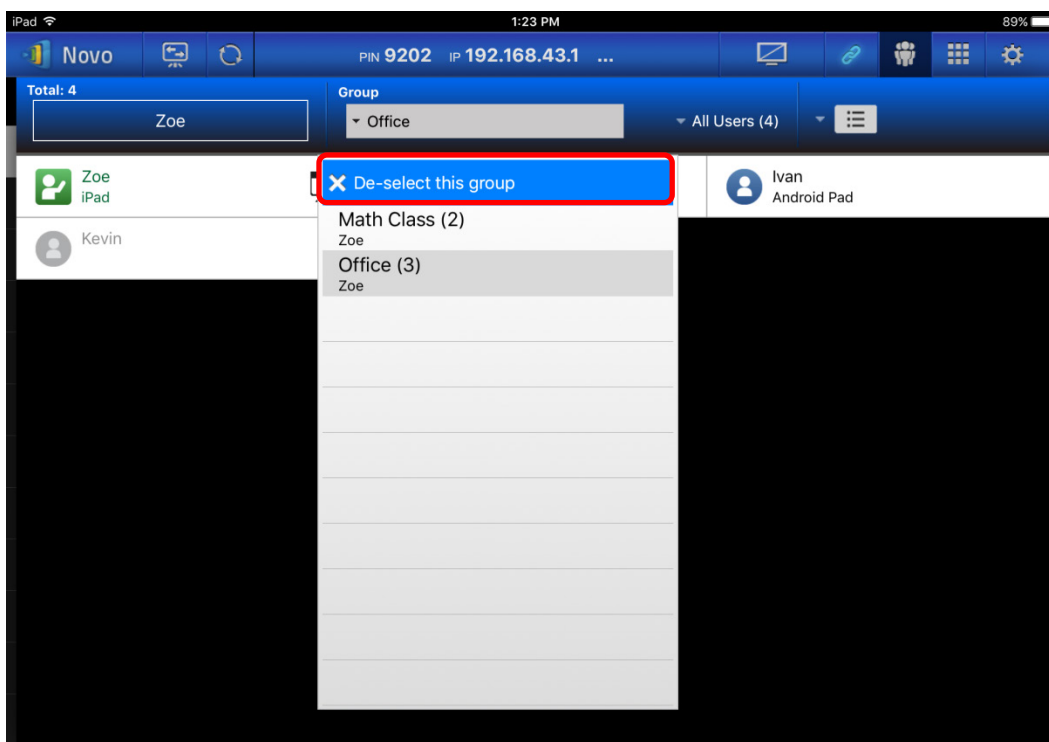 iPad 1:23 PM 89%
Novo PIN 9202 IP 192.168.43.1 ...
Total: 4 Group
Zoe Office All Users (4)
Zoe De-select this group Ivan
iPad Android Pad
Math Class (2)
Kevin Zoe
Office (3)
Zoe